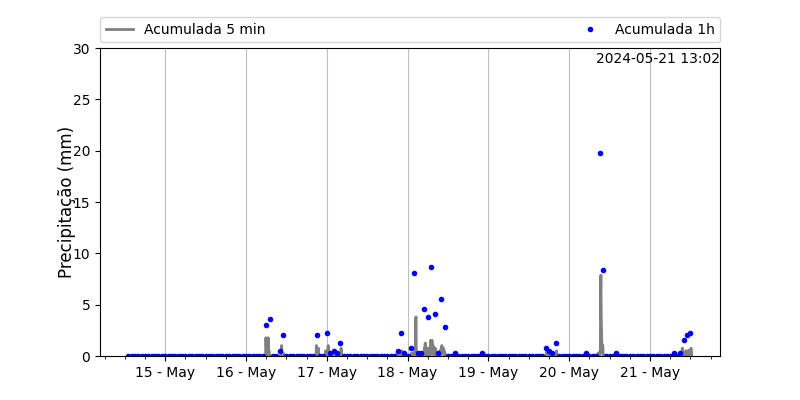 Acumulada 5 min
Acumulada 1h
2024-05-21 13:02
Precipitação (mm)
30
25
20
15
10
5
0
15 - May
16 - May
17 - May
18 - May
19 - May
20 - May
21 - May